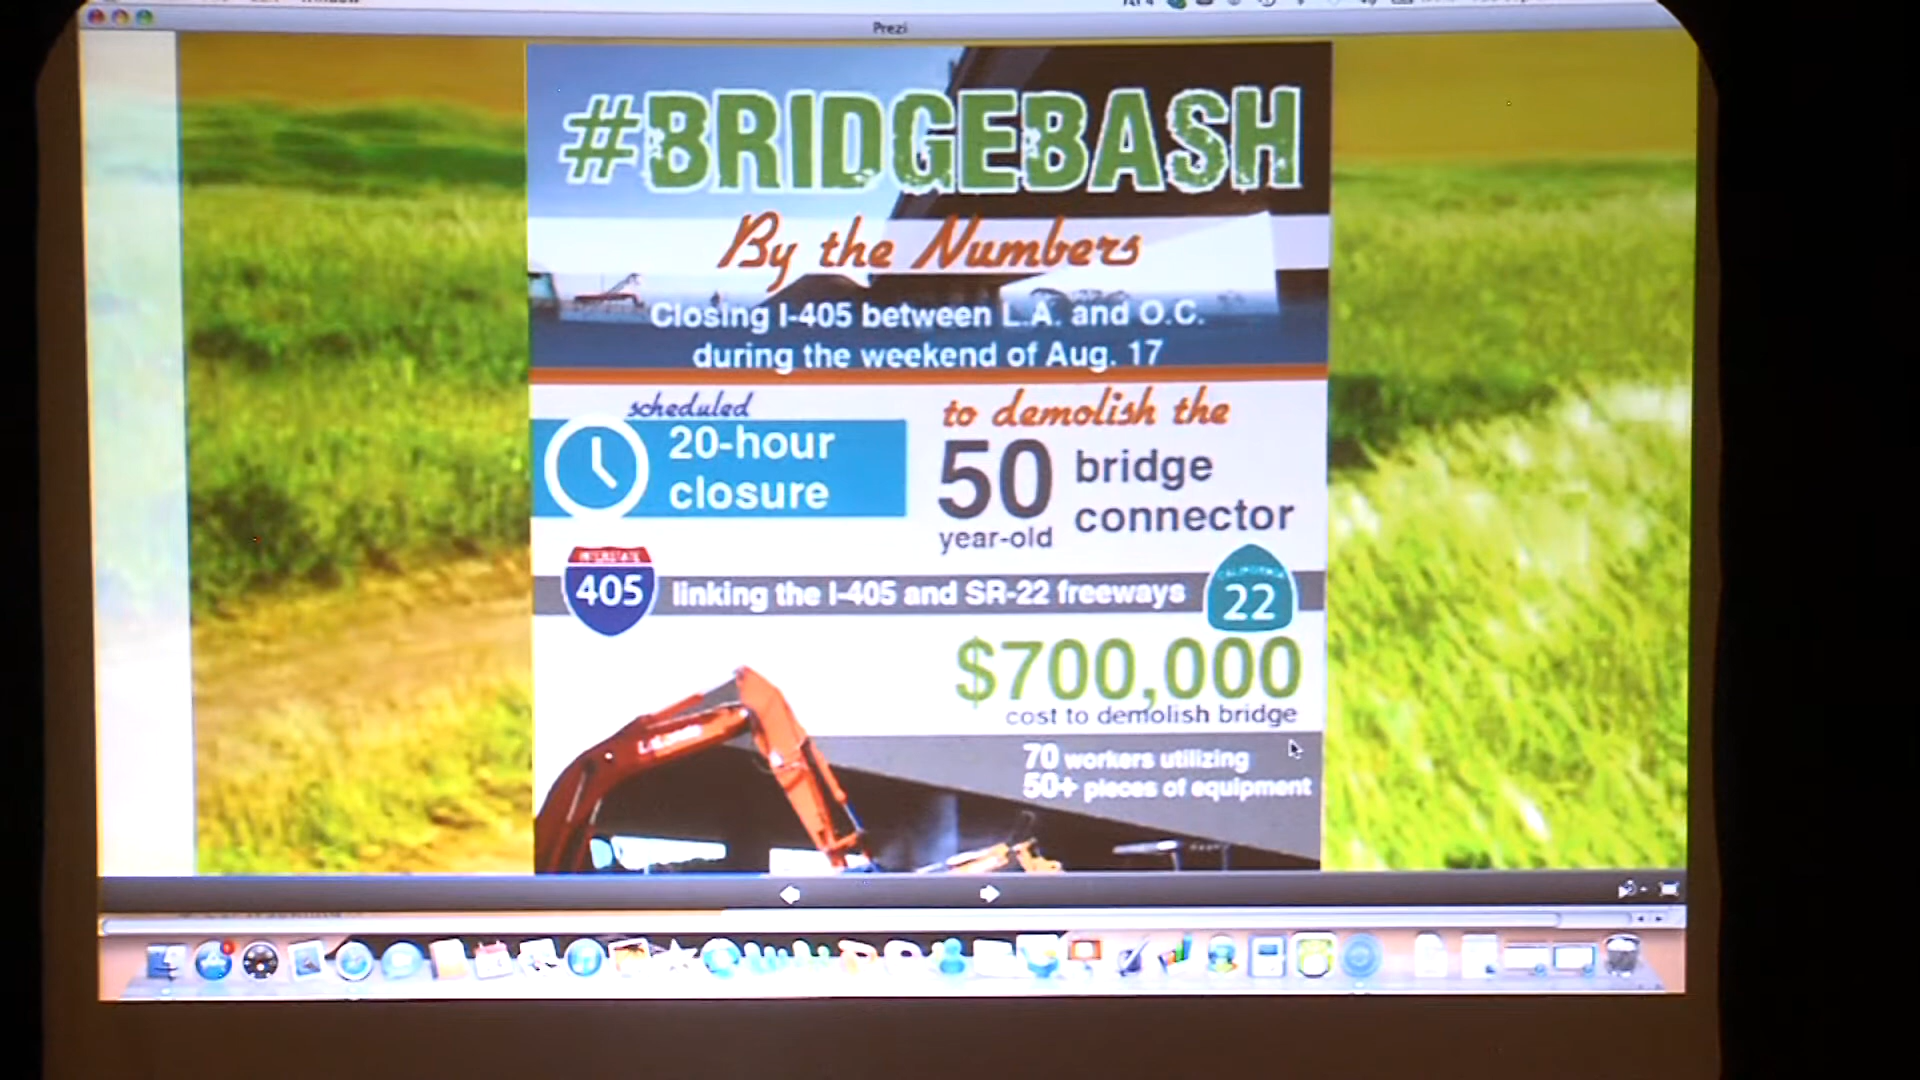 Prezi
#BRIDGEBASH
By the Numbers
Closing I-405 between L.A. and O.C.
during the weekend of Aug. 17
scheduled
20-hour
closure
to demolish the
50
year-old
bridge
connector
INTERSTATE
405
linking the I-405 and SR-22 freeways
CALIFORNIA
22
$700,000
cost to demolish bridge
70 workers utilizing
50+ pieces of equipment